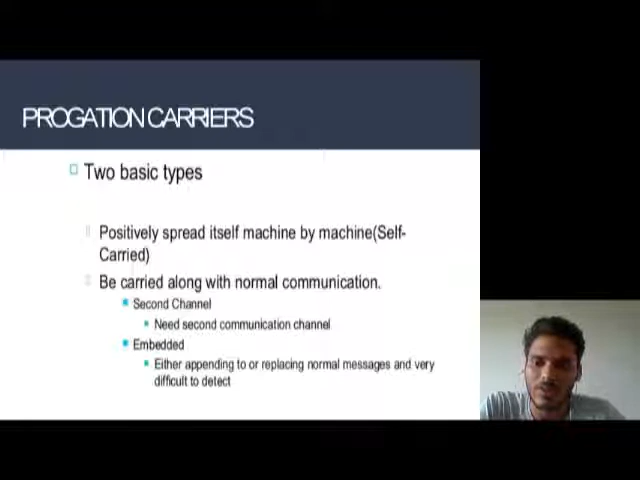 PROGATION CARRIERS
Two basic types
Positively spread itself machine by machine(Self-
Carried)
Be carried along with normal communication.
Second Channel
Need second communication channel
Embedded
Either appending to or replacing normal messages and very
difficult to detect